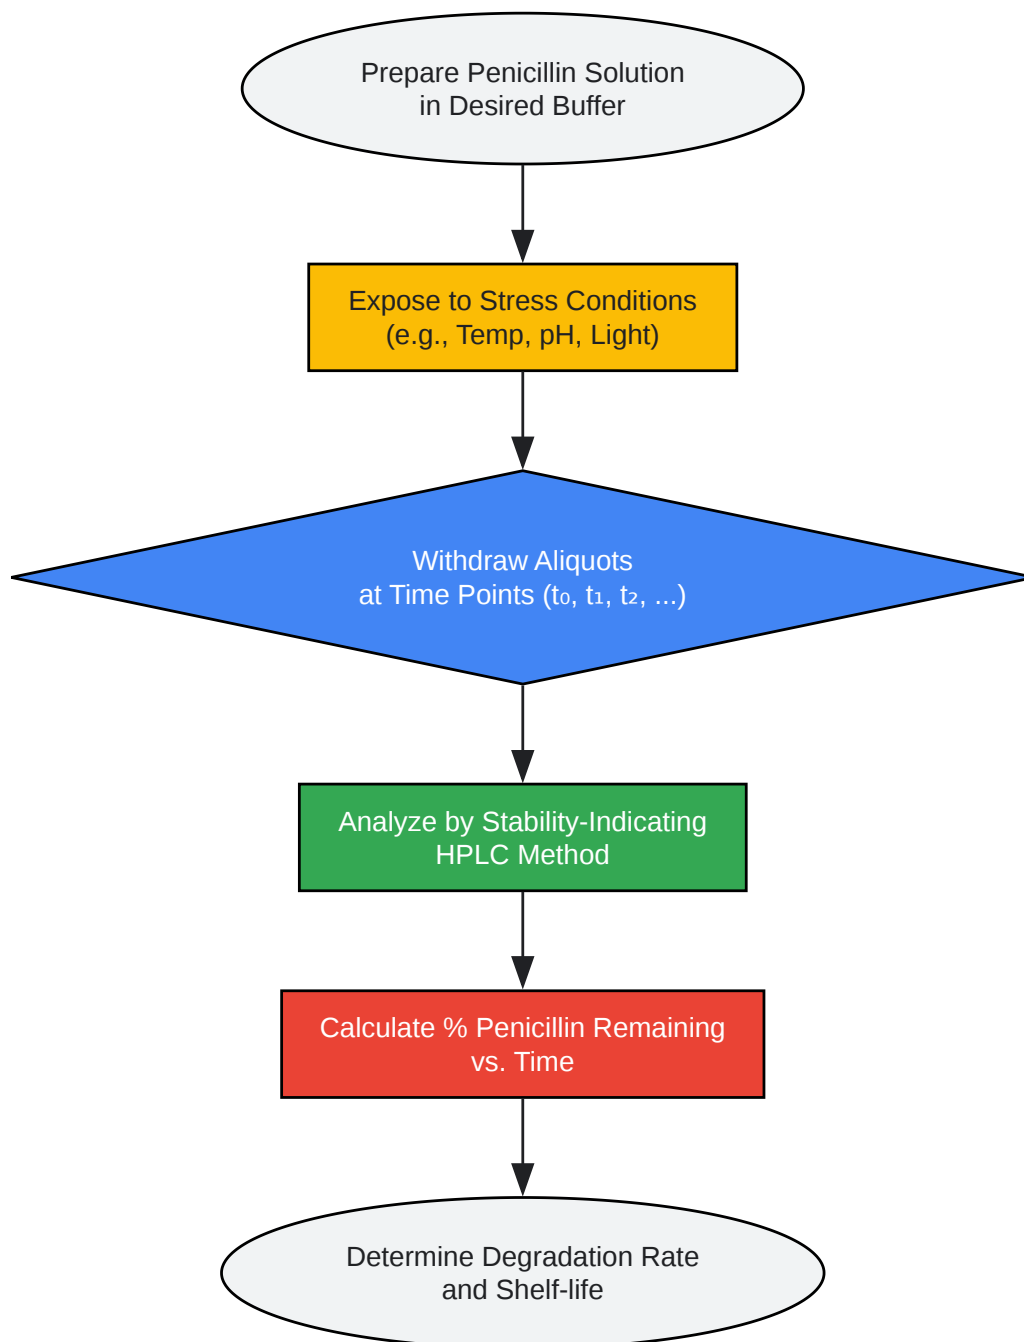 Prepare Penicillin Solution
in Desired Buffer
Expose to Stress Conditions
(e.g., Temp, pH, Light)
Withdraw Aliquots
at Time Points (t₀, t₁, t₂, ...)
Analyze by Stability-Indicating
HPLC Method
Calculate % Penicillin Remaining
vs. Time
Determine Degradation Rate
and Shelf-life